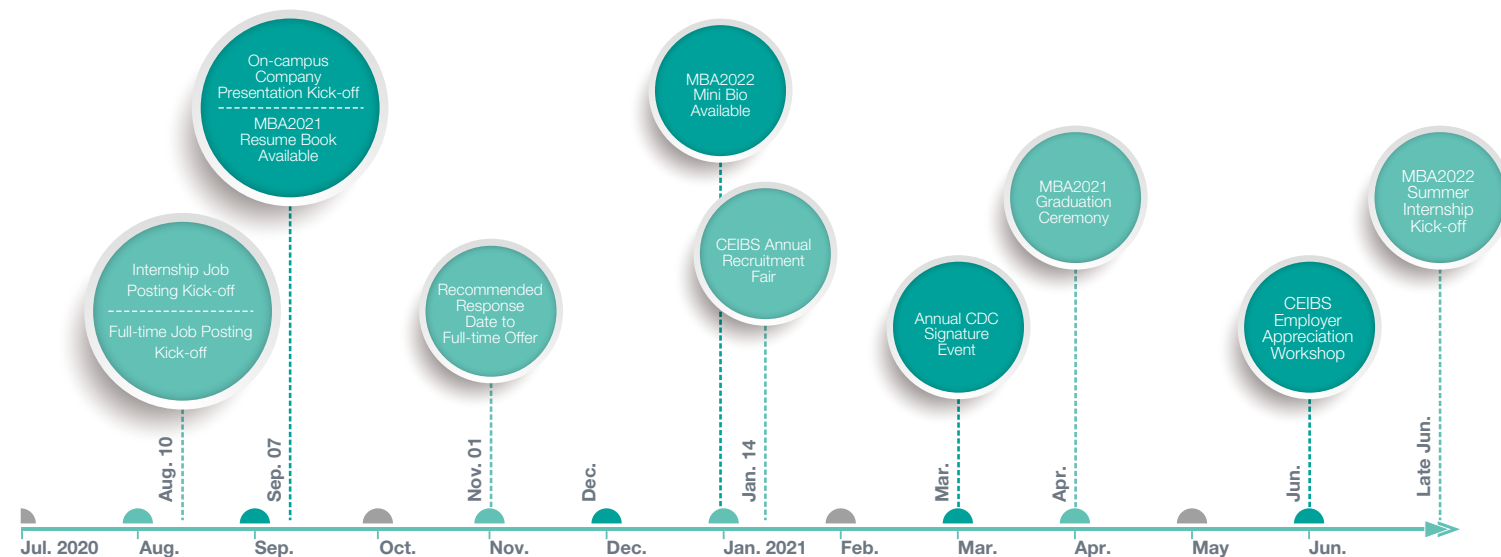 On-campus
Company
Presentation Kick-off
MBA2021
Resume Book
Available
MBA2022
Mini Bio
Available
MBA2021
Graduation
Ceremony
MBA2022
Summer
Internship
Kick-off
Internship Job
Posting Kick-off
Full-time Job Posting
Kick-off
Recommended
Response
Date to
Full-time Offer
CEIBS Annual
Recruitment
Fair
Annual CDC
Signature
Event
CEIBS
Employer
Appreciation
Workshop
Aug. 10
Sep. 07
Nov. 01
Dec.
Jan. 14
Mar.
Apr.
Jun.
Late Jun.
Jul. 2020
Aug.
Sep.
Oct.
Nov.
Dec.
Jan. 2021
Feb.
Mar.
Apr.
May
Jun.